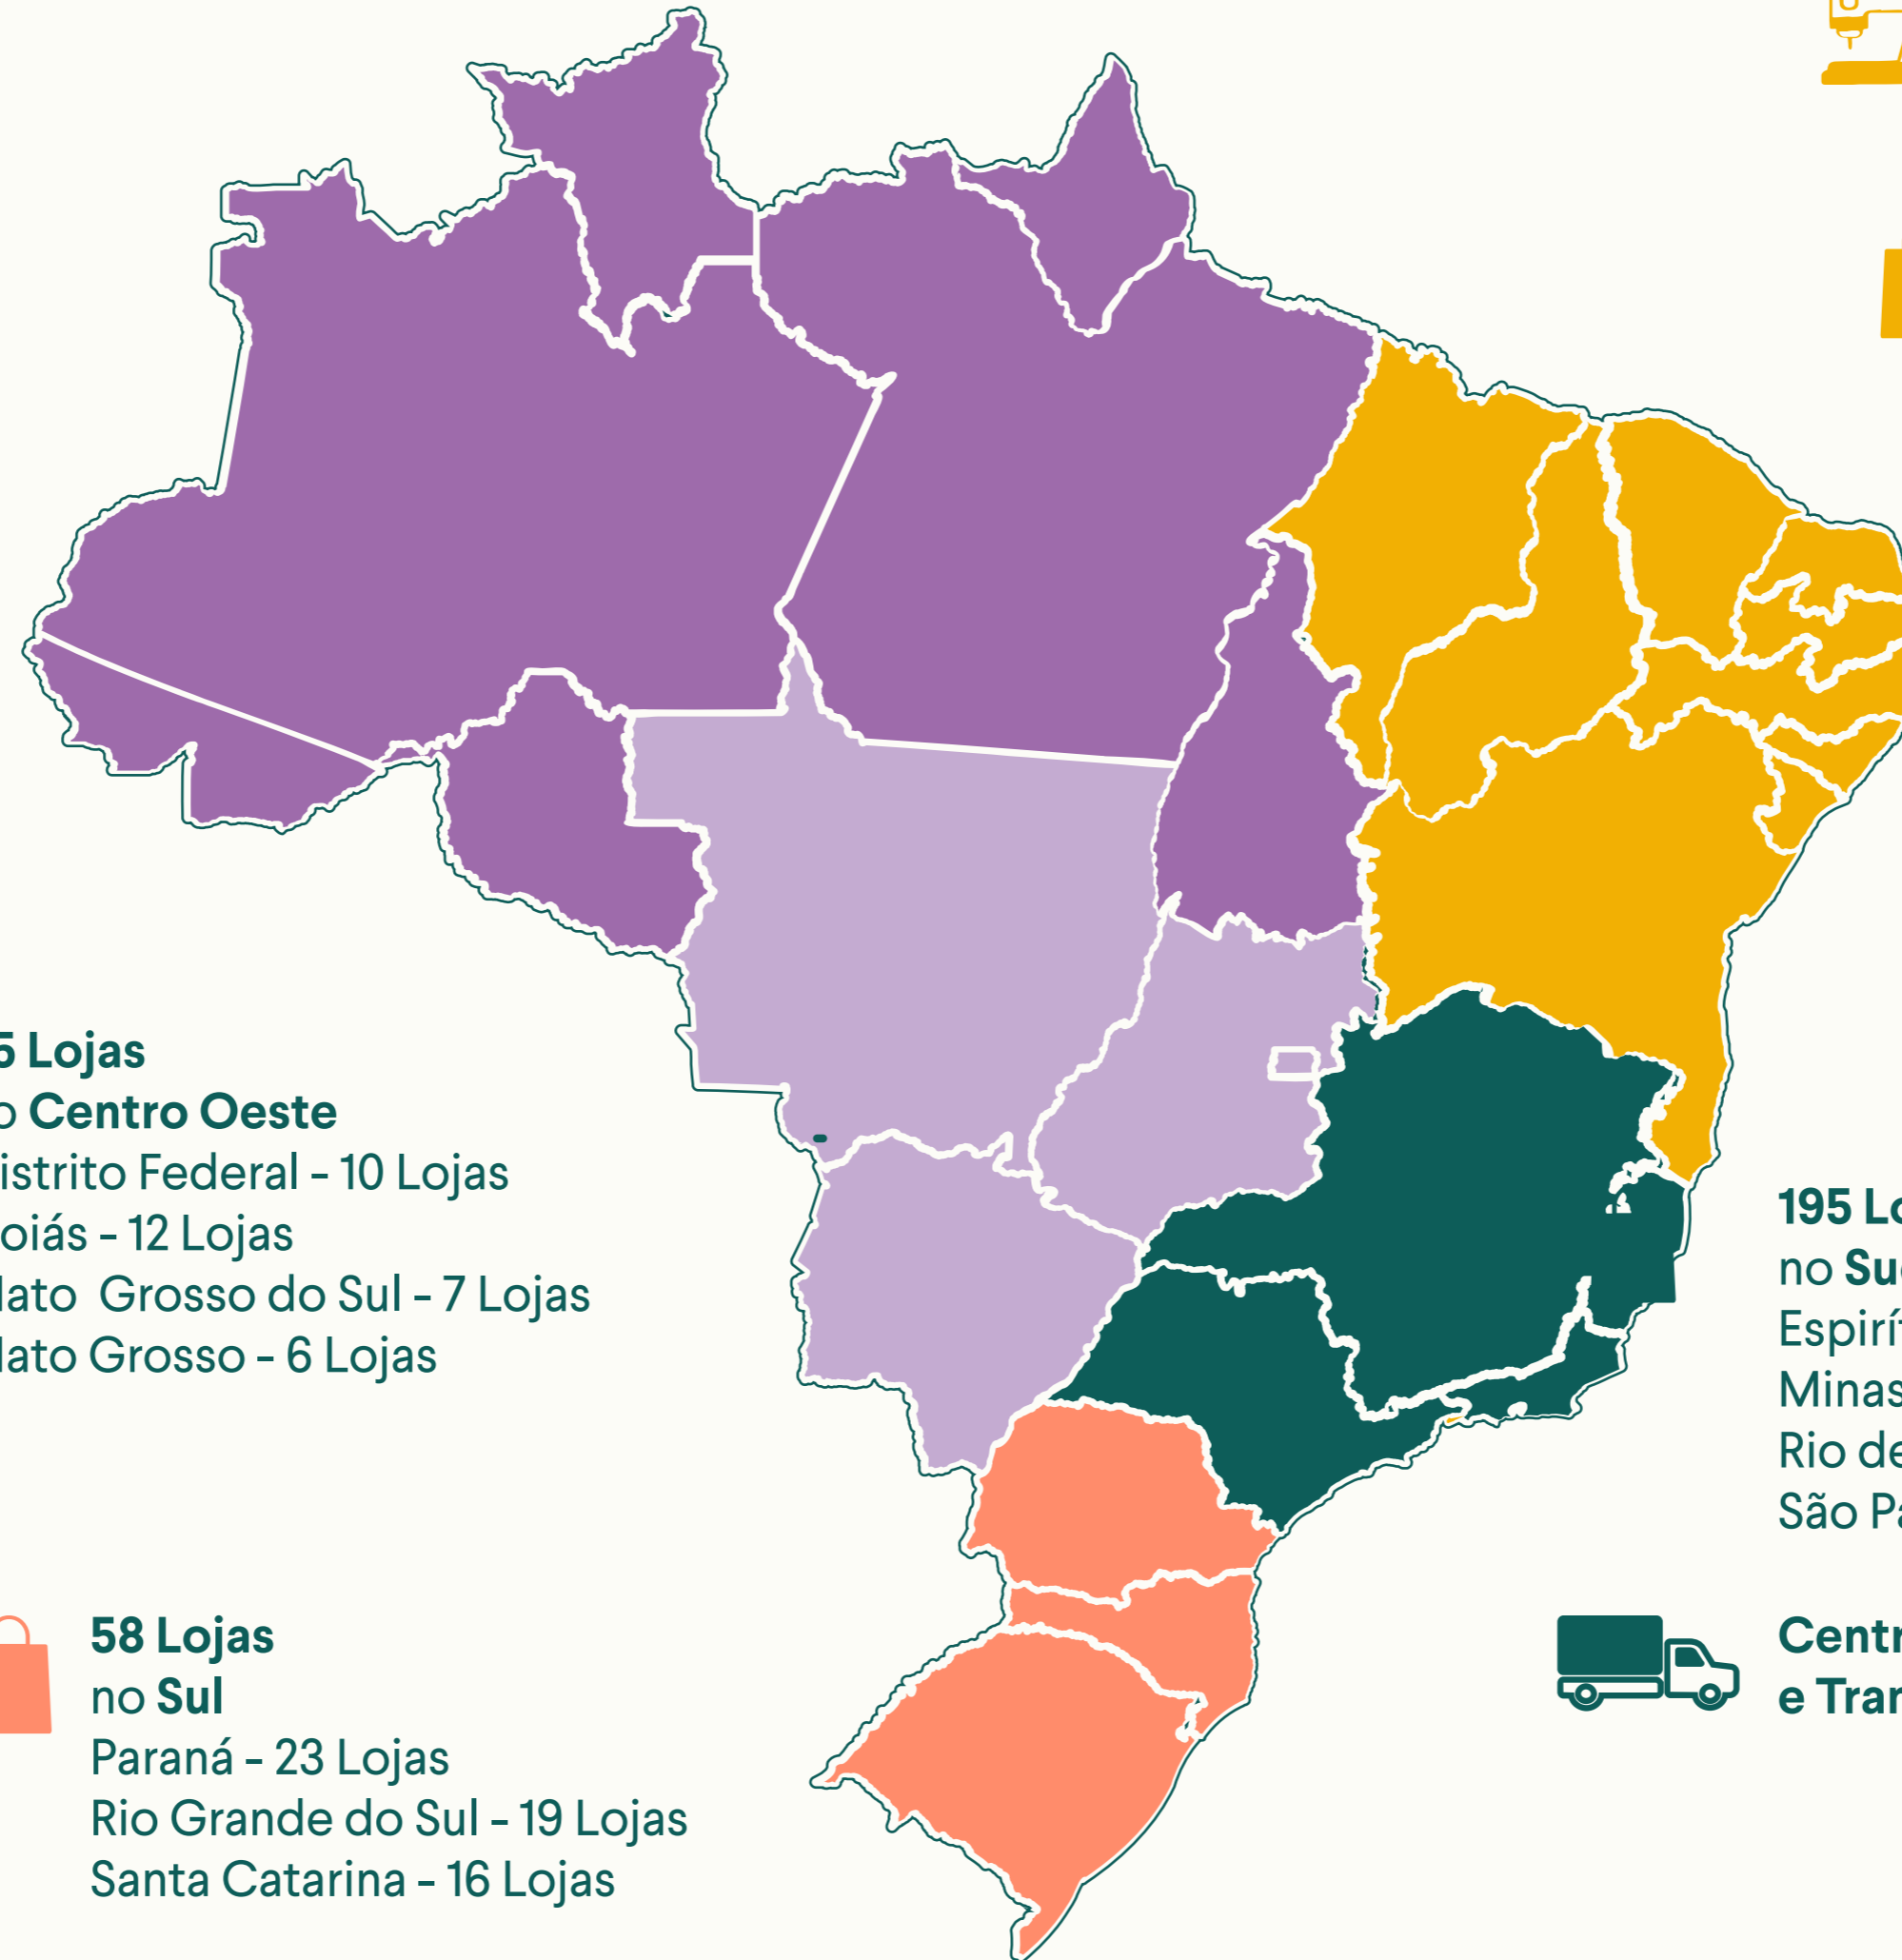 5 Lojas
o Centro Oeste
istrito Federal - 10 Lojas
oiás - 12 Lojas
lato Grosso do Sul - 7 Lojas
lato Grosso - 6 Lojas
58 Lojas
no Sul
Paraná - 23 Lojas
Rio Grande do Sul - 19 Lojas
Santa Catarina - 16 Lojas
195 Lo
no Su
Espirí
Minas
Rio de
São Pa
Centr
e Tran